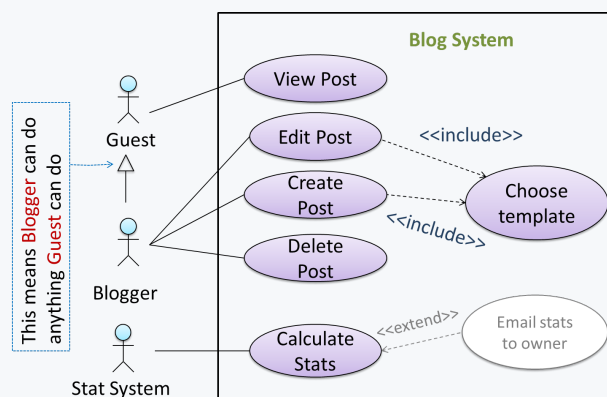 Blog System
View Post
Guest
Edit Post
<<include>>
This means Blogger can do
anything Guest can do
Create
Post
Choose
template
<<include>>
Blogger
Delete
Post
<<extend>>
Email stats
to owner
Calculate
Stats
Stat System